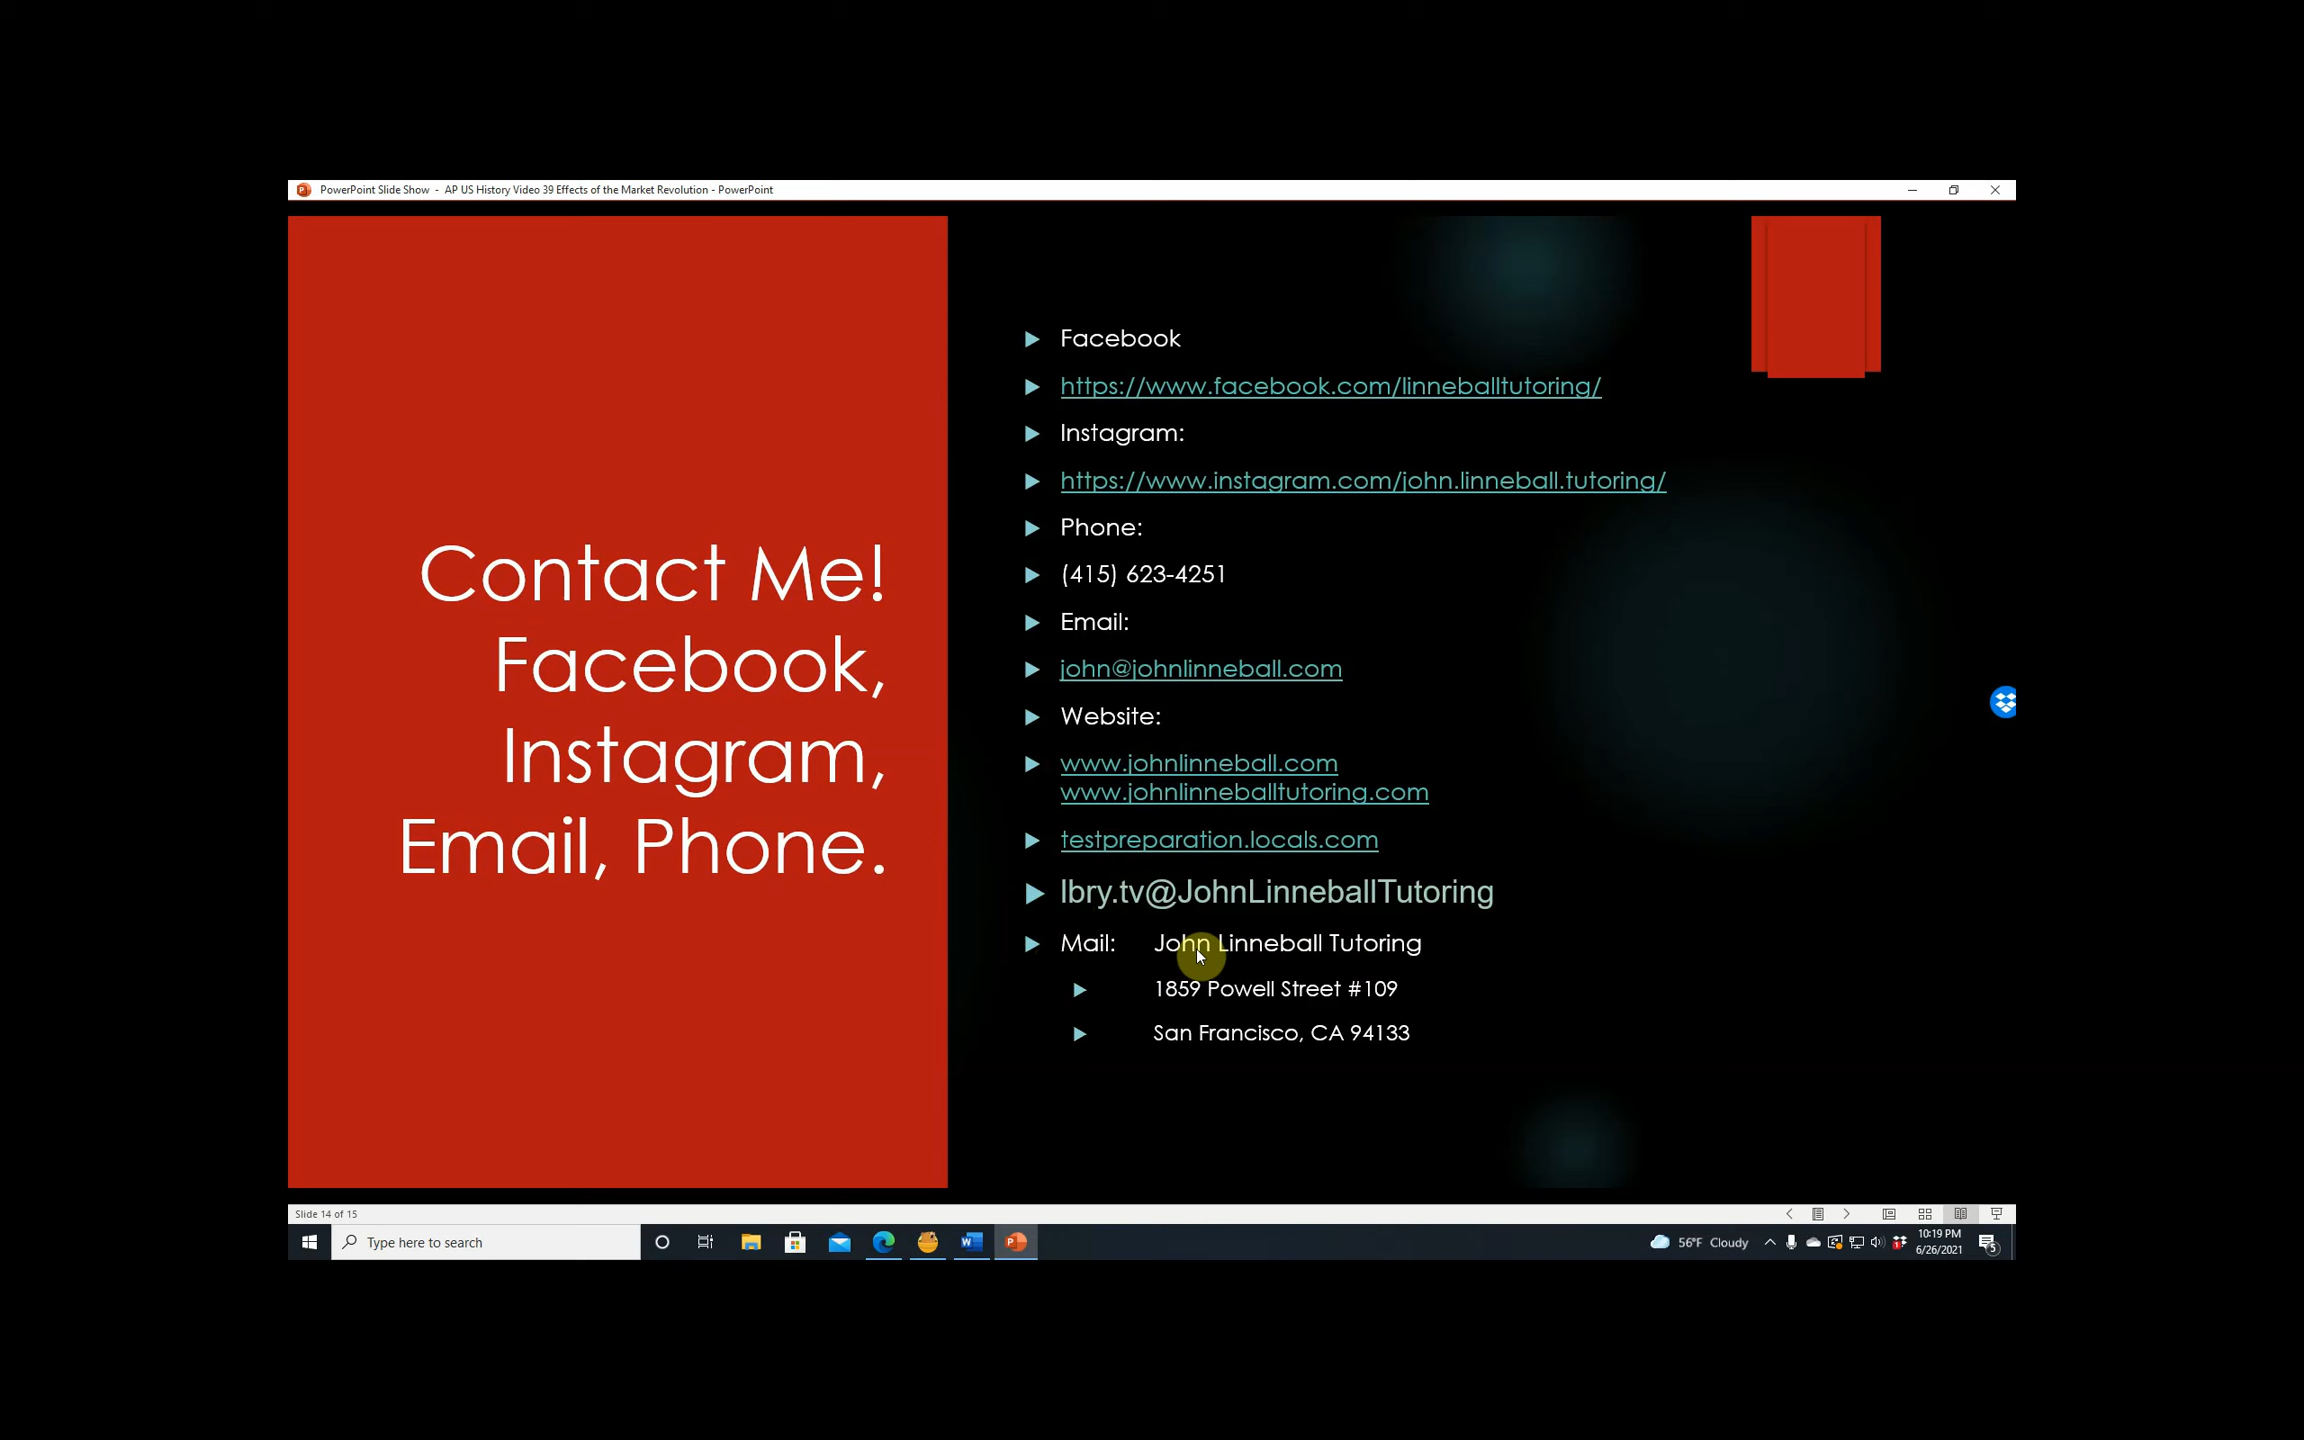 PowerPoint Slide Show - AP US History Video 39 Effects of the Market Revolution - PowerPoint
Contact Me!
Facebook,
Instagram,
Email, Phone.
Facebook
https://www.facebook.com/linneballtutoring/
Instagram:
https://www.instagram.com/john.linneball.tutoring/
Phone:
(415) 623-4251
Email:
john@johnlinneball.com
Website:
www.johnlinneball.com
www.johnlinneballtutoring.com
testpreparation.locals.com
lbry.tv@JohnLinneballTutoring
Mail: John Linneball Tutoring
1859 Powell Street #109
San Francisco, CA 94133
Slide 14 of 15
Type here to search
56°F Cloudy
10:19 PM
6/26/2021
5